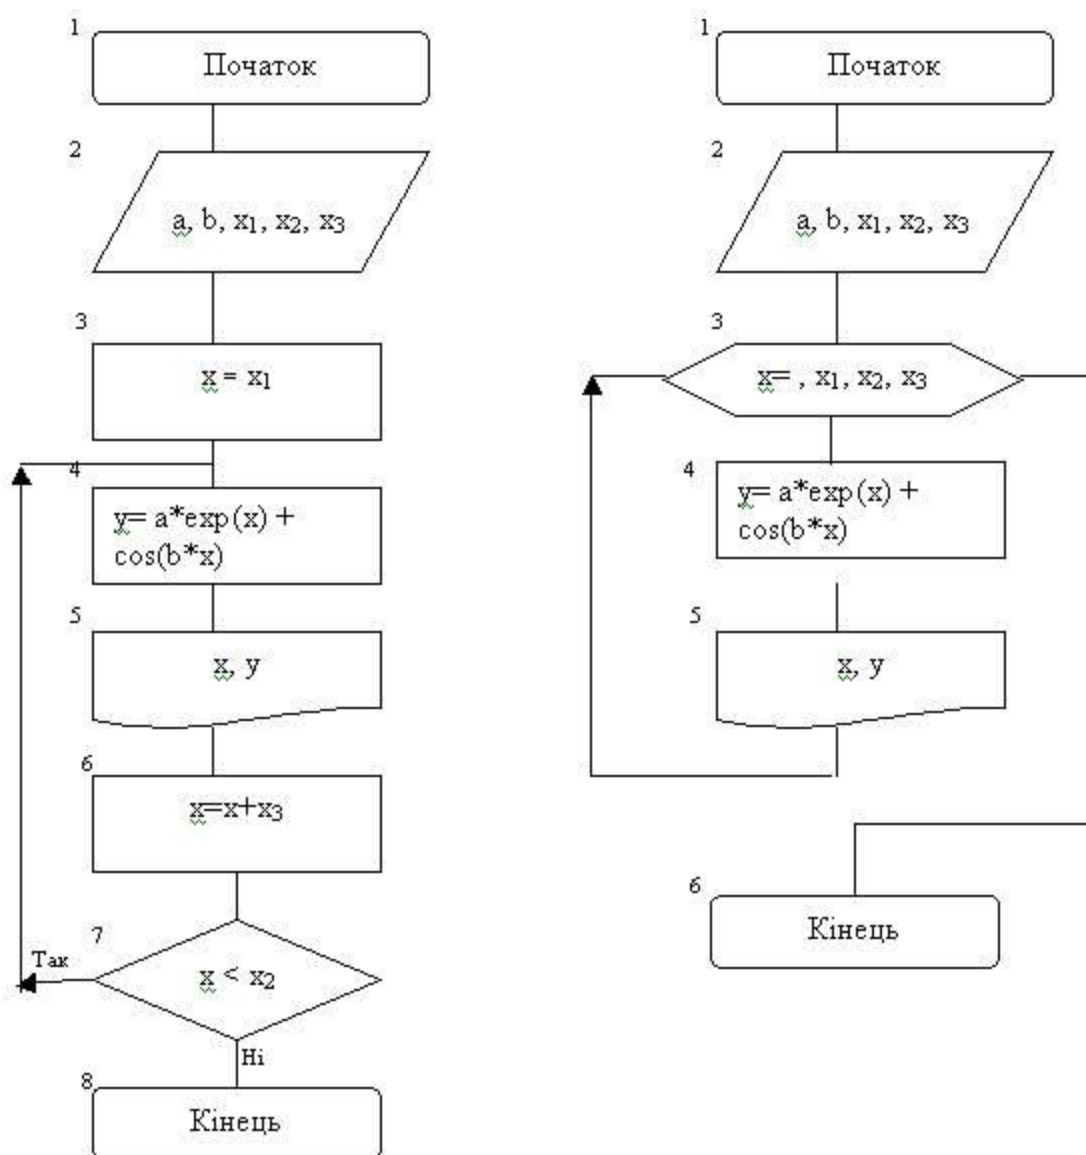 1
Початок
2
a, b, x1, x2, x3
3
x = x1
4
y= a*exp(x) +
cos(b*x)
5
x, y
6
x=x+x3
7
Так
x < x2
Ні
8
Кінець
1
Початок
2
a, b, x1, x2, x3
3
x= , x1, x2, x3
4
y= a*exp(x) +
cos(b*x)
5
x, y
6
Кінець